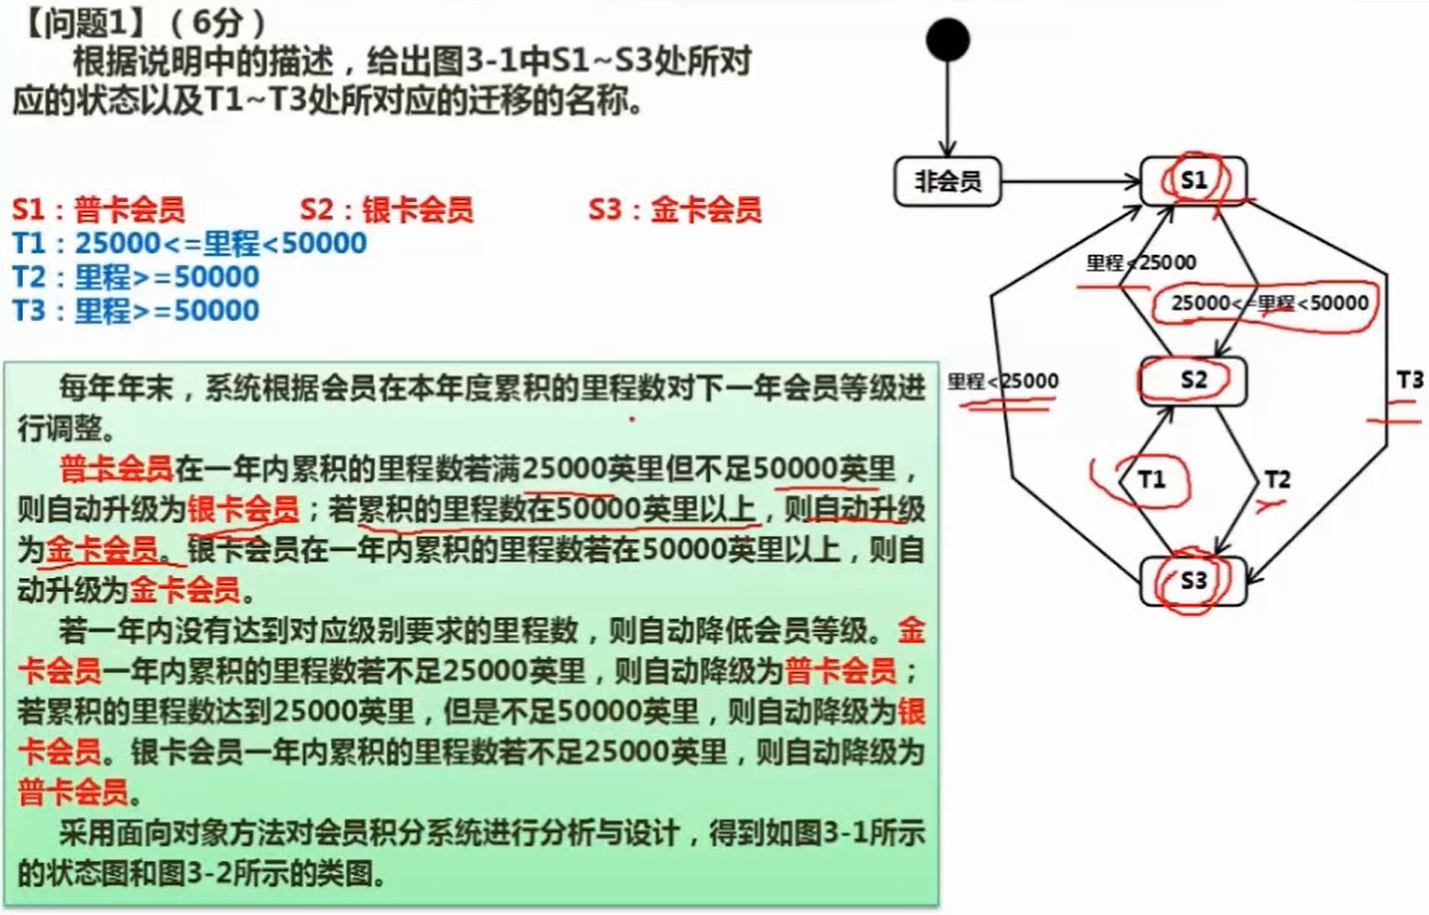 【问题1】（6分）
根据说明中的描述，给出图3-1中S1~S3处所对
应的状态以及T1~T3处所对应的迁移的名称。
S1：普卡会员 S2：银卡会员 S3：金卡会员
T1：25000<=里程<50000
T2：里程>=50000
T3：里程>=50000
每年年末，系统根据会员在本年度累积的里程数对下一年会员等级进
行调整。
普卡会员在一年内累积的里程数若满25000英里但不足50000英里，
则自动升级为银卡会员；若累积的里程数在50000英里以上，则自动升级
为金卡会员。银卡会员在一年内累积的里程数若在50000英里以上，则自
动升级为金卡会员。
若一年内没有达到对应级别要求的里程数，则自动降低会员等级。金
卡会员一年内累积的里程数若不足25000英里，则自动降级为普卡会员；
若累积的里程数达到25000英里，但是不足50000英里，则自动降级为银
卡会员。银卡会员一年内累积的里程数若不足25000英里，则自动降级为
普卡会员。
采用面向对象方法对会员积分系统进行分析与设计，得到如图3-1所示
的状态图和图3-2所示的类图。
非会员
S1
里程<25000
25000<=里程<50000
S2
里程<25000
T3
T1
T2
S3